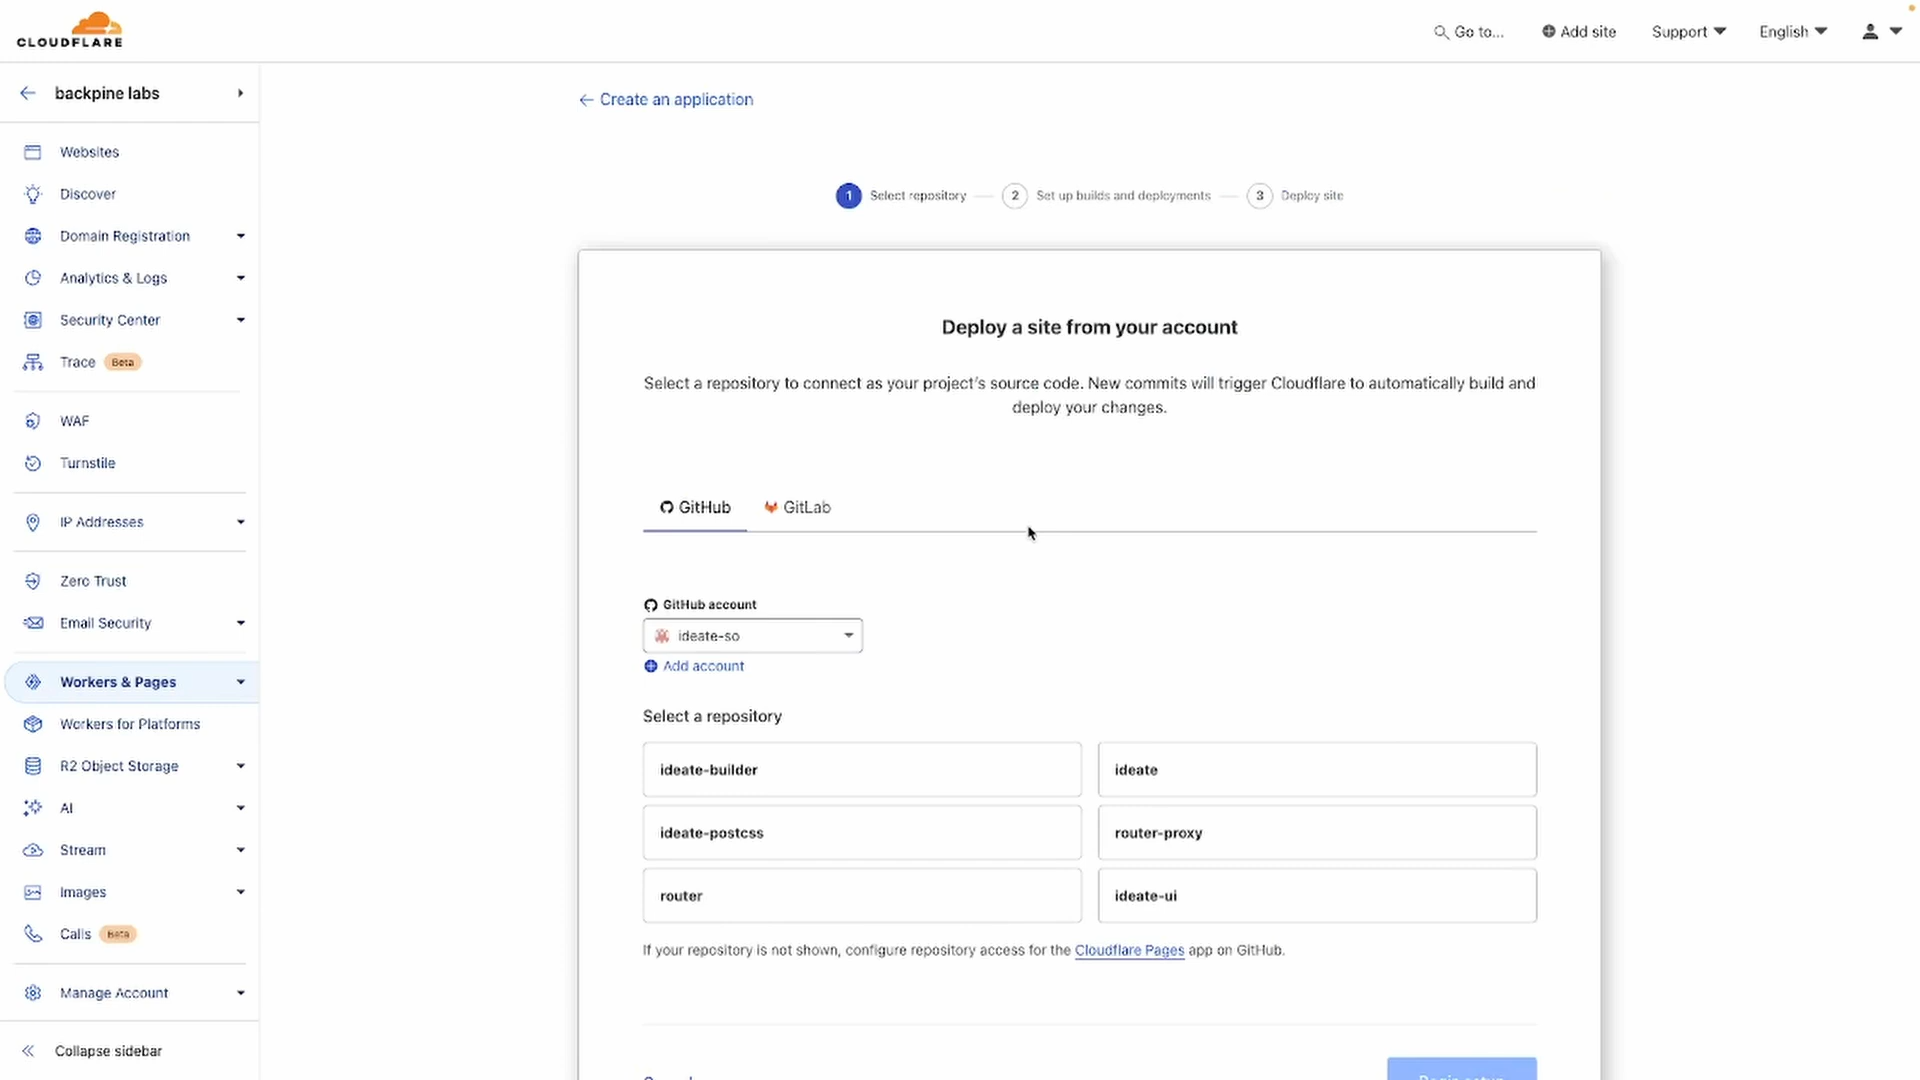 CLOUDFLARE
Go to...
Add site
Support
English
backpine labs
Websites
Discover
Domain Registration
Analytics & Logs
Security Center
Trace Beta
WAF
Turnstile
IP Addresses
Zero Trust
Email Security
Workers & Pages
Workers for Platforms
R2 Object Storage
AI
Stream
Images
Calls Beta
Manage Account
Collapse sidebar
Create an application
1 Select repository
2 Set up builds and deployments
3 Deploy site
Deploy a site from your account
Select a repository to connect as your project's source code. New commits will trigger Cloudflare to automatically build and
deploy your changes.
GitHub
GitLab
GitHub account
ideate-so
Add account
Select a repository
ideate-builder
ideate
ideate-postcss
router-proxy
router
ideate-ui
If your repository is not shown, configure repository access for the Cloudflare Pages app on GitHub.